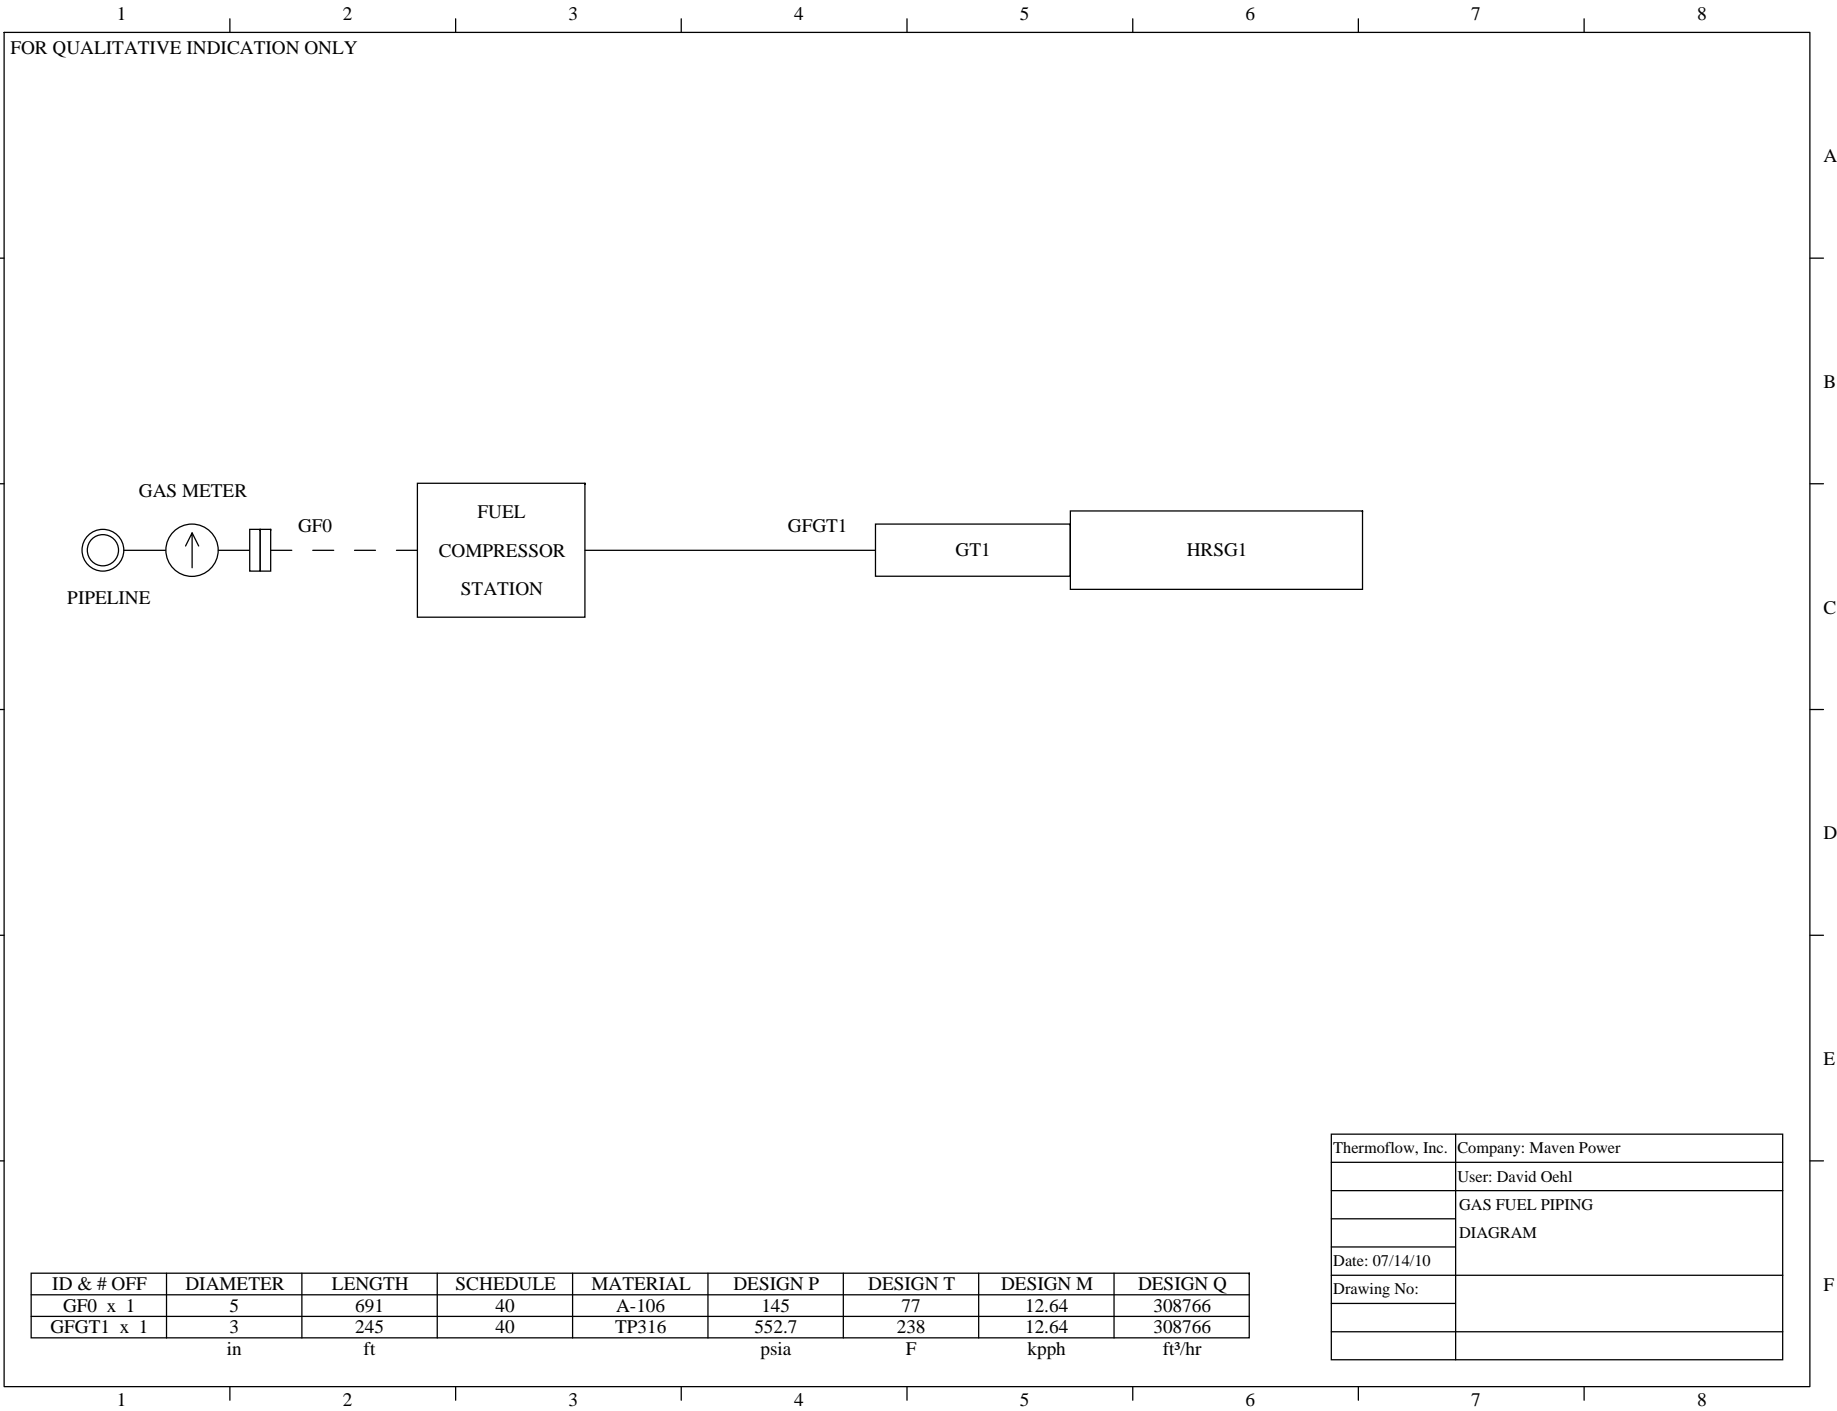 1 2 3 4 5 6 7 8
FOR QUALITATIVE INDICATION ONLY
A
B
GAS METER
GF0
PIPELINE
FUEL
COMPRESSOR
STATION
GFGT1
GT1
HRSG1
C
D
E
Thermoflow, Inc. Company: Maven Power
User: David Oehl
GAS FUEL PIPING
DIAGRAM
Date: 07/14/10
Drawing No:
F
ID & # OFF DIAMETER LENGTH SCHEDULE MATERIAL DESIGN P DESIGN T DESIGN M DESIGN Q
GF0 x 1 5 691 40 A-106 145 77 12.64 308766
GFGT1 x 1 3 245 40 TP316 552.7 238 12.64 308766
in ft psia F kpph ft³/hr
1 2 3 4 5 6 7 8